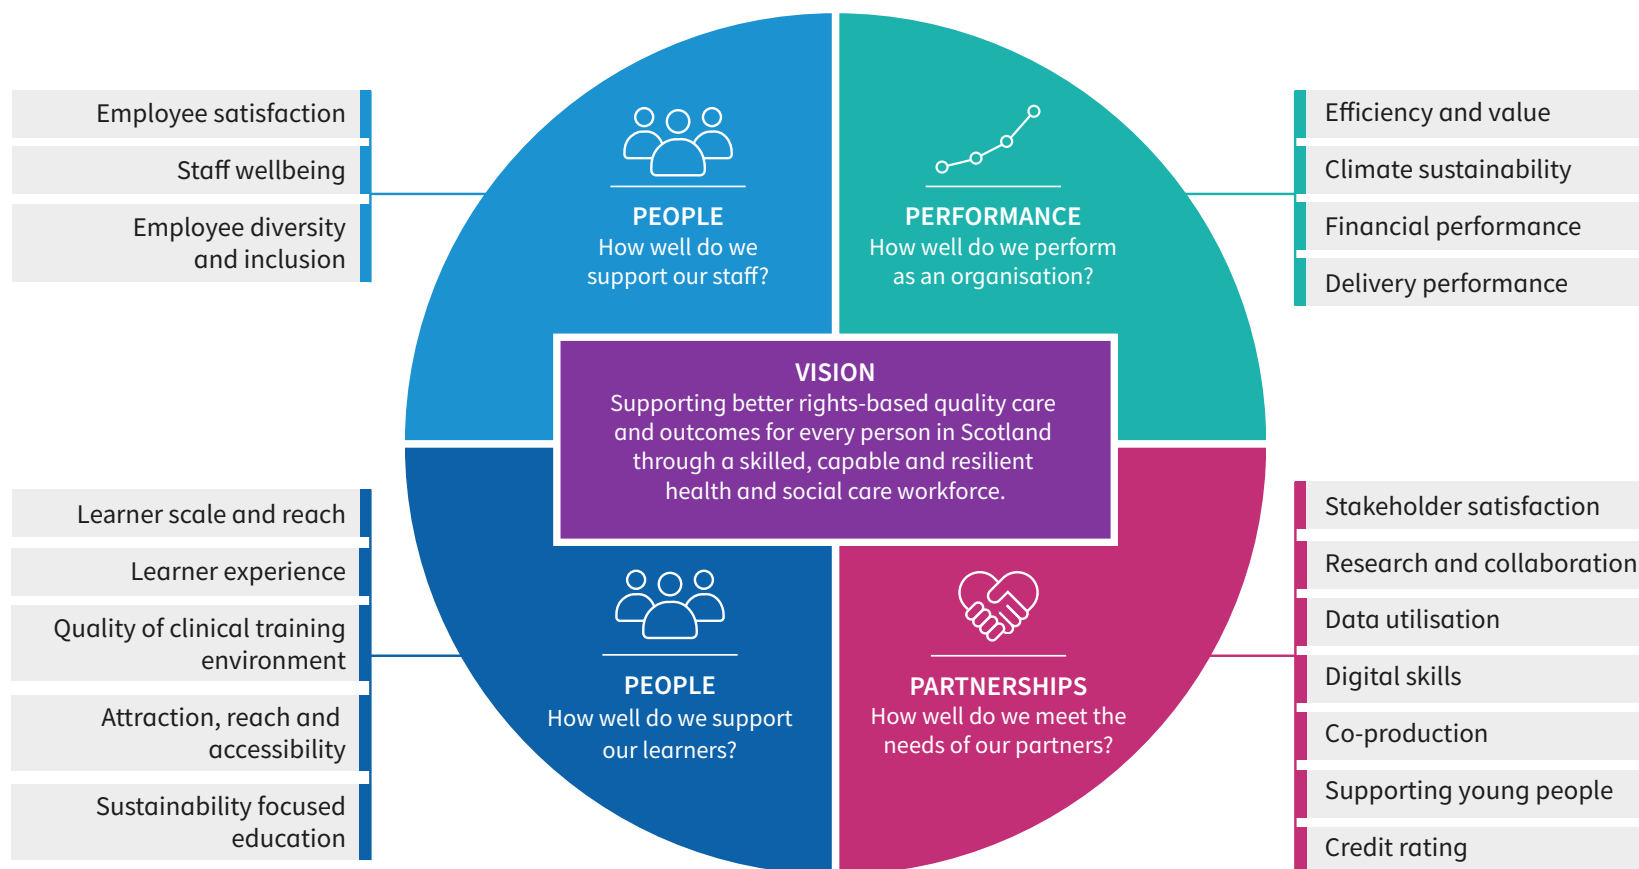 Employee satisfaction
Staff wellbeing
Employee diversity
and inclusion
PEOPLE
How well do we
support our staff?
PERFORMANCE
How well do we perform
as an organisation?
Efficiency and value
Climate sustainability
Financial performance
Delivery performance
VISION
Supporting better rights-based quality care
and outcomes for every person in Scotland
through a skilled, capable and resilient
health and social care workforce.
Learner scale and reach
Learner experience
Quality of clinical training
environment
Attraction, reach and
accessibility
Sustainability focused
education
PEOPLE
How well do we support
our learners?
PARTNERSHIPS
How well do we meet the
needs of our partners?
Stakeholder satisfaction
Research and collaboration
Data utilisation
Digital skills
Co-production
Supporting young people
Credit rating